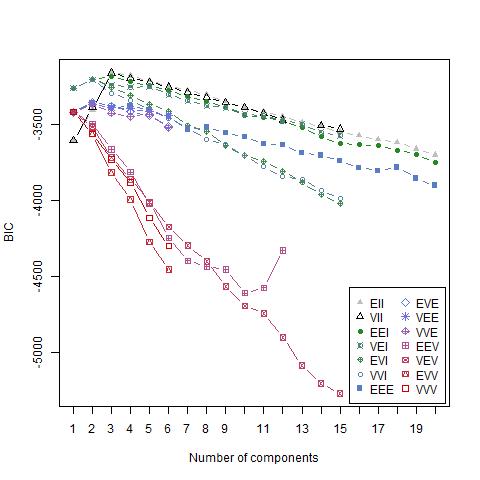 BIC
-3500
-4000
-4500
-5000
1 2 3 4 5 6 7 8 9 11 13 15 17 19
Number of components
EII EVE
VII VEE
EEI VVE
VEI EEV
EVI VEV
VVI EVV
EEE VVV